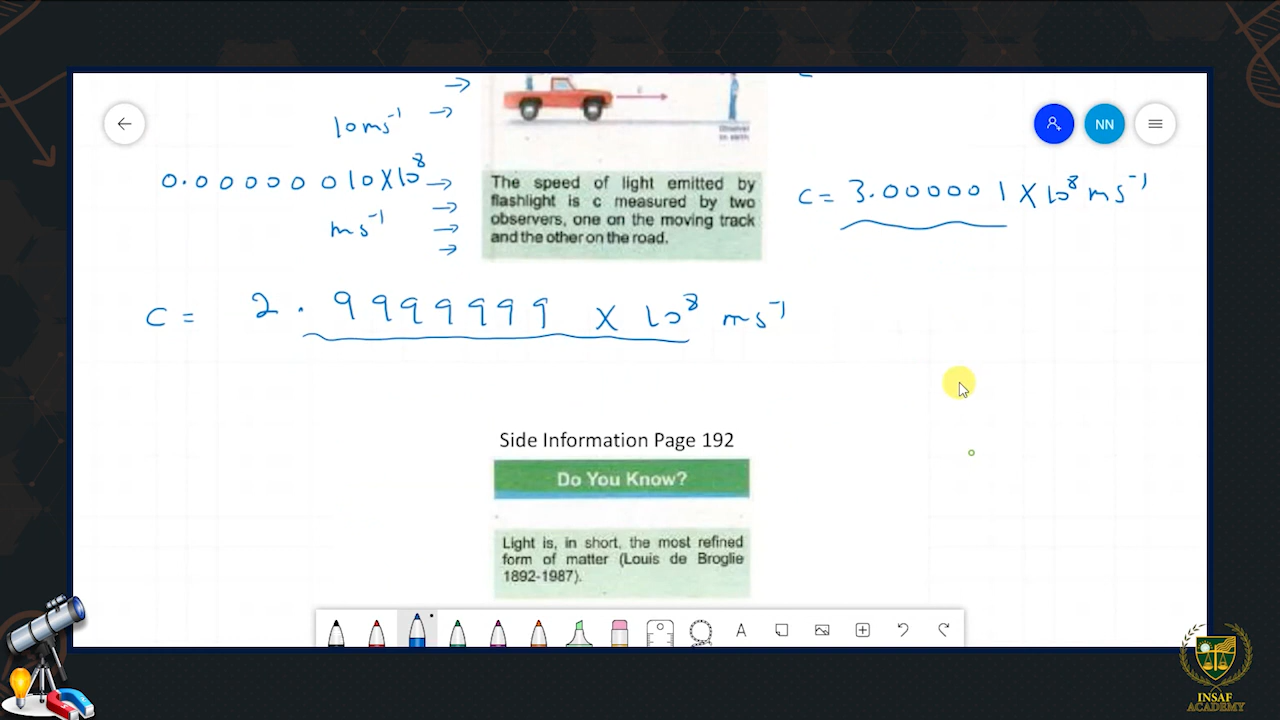 10ms⁻¹
0.00000010X10⁸
ms⁻¹
NN
The speed of light emitted by
flashlight is c measured by two
observers, one on the moving track
and the other on the road.
c = 3.000001 X 10⁸ ms⁻¹
c = 2.9999999 X 10⁸ ms⁻¹
Side Information Page 192
Do You Know?
Light is, in short, the most refined
form of matter (Louis de Broglie
1892-1987).
A
INSAF
ACADEMY